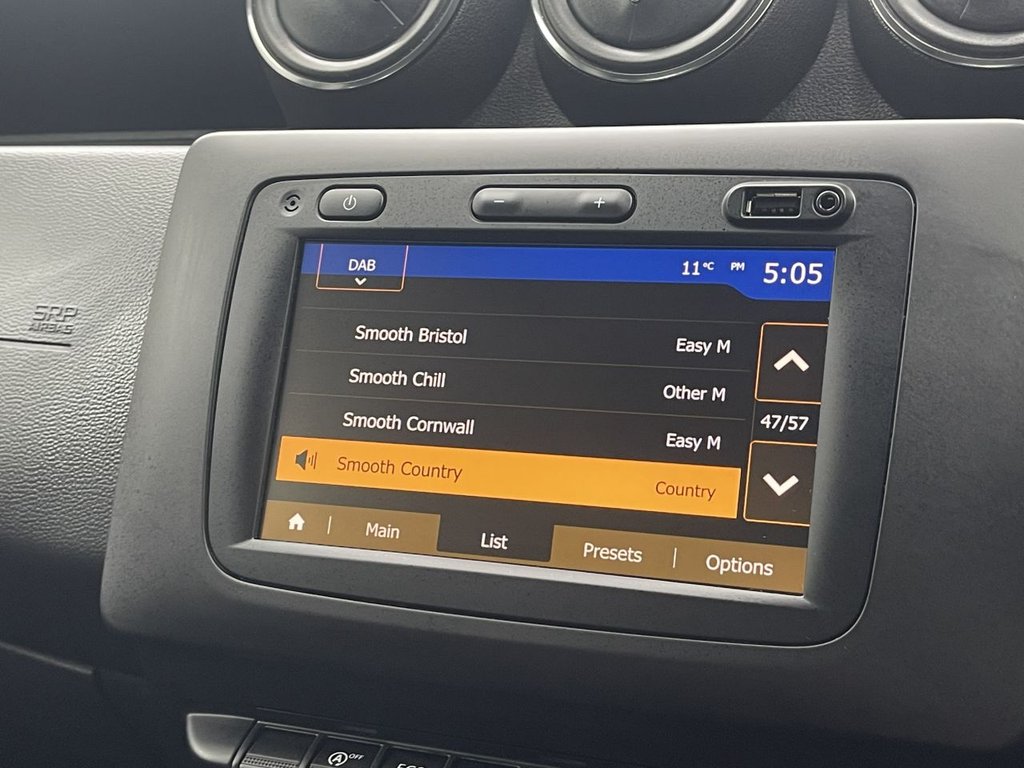 SRP
AIRBAG
− +
DAB
11°C PM 5:05
Smooth Bristol Easy M
Smooth Chill Other M
Smooth Cornwall Easy M
47/57
Smooth Country Country
Main | List Presets | Options
A OFF